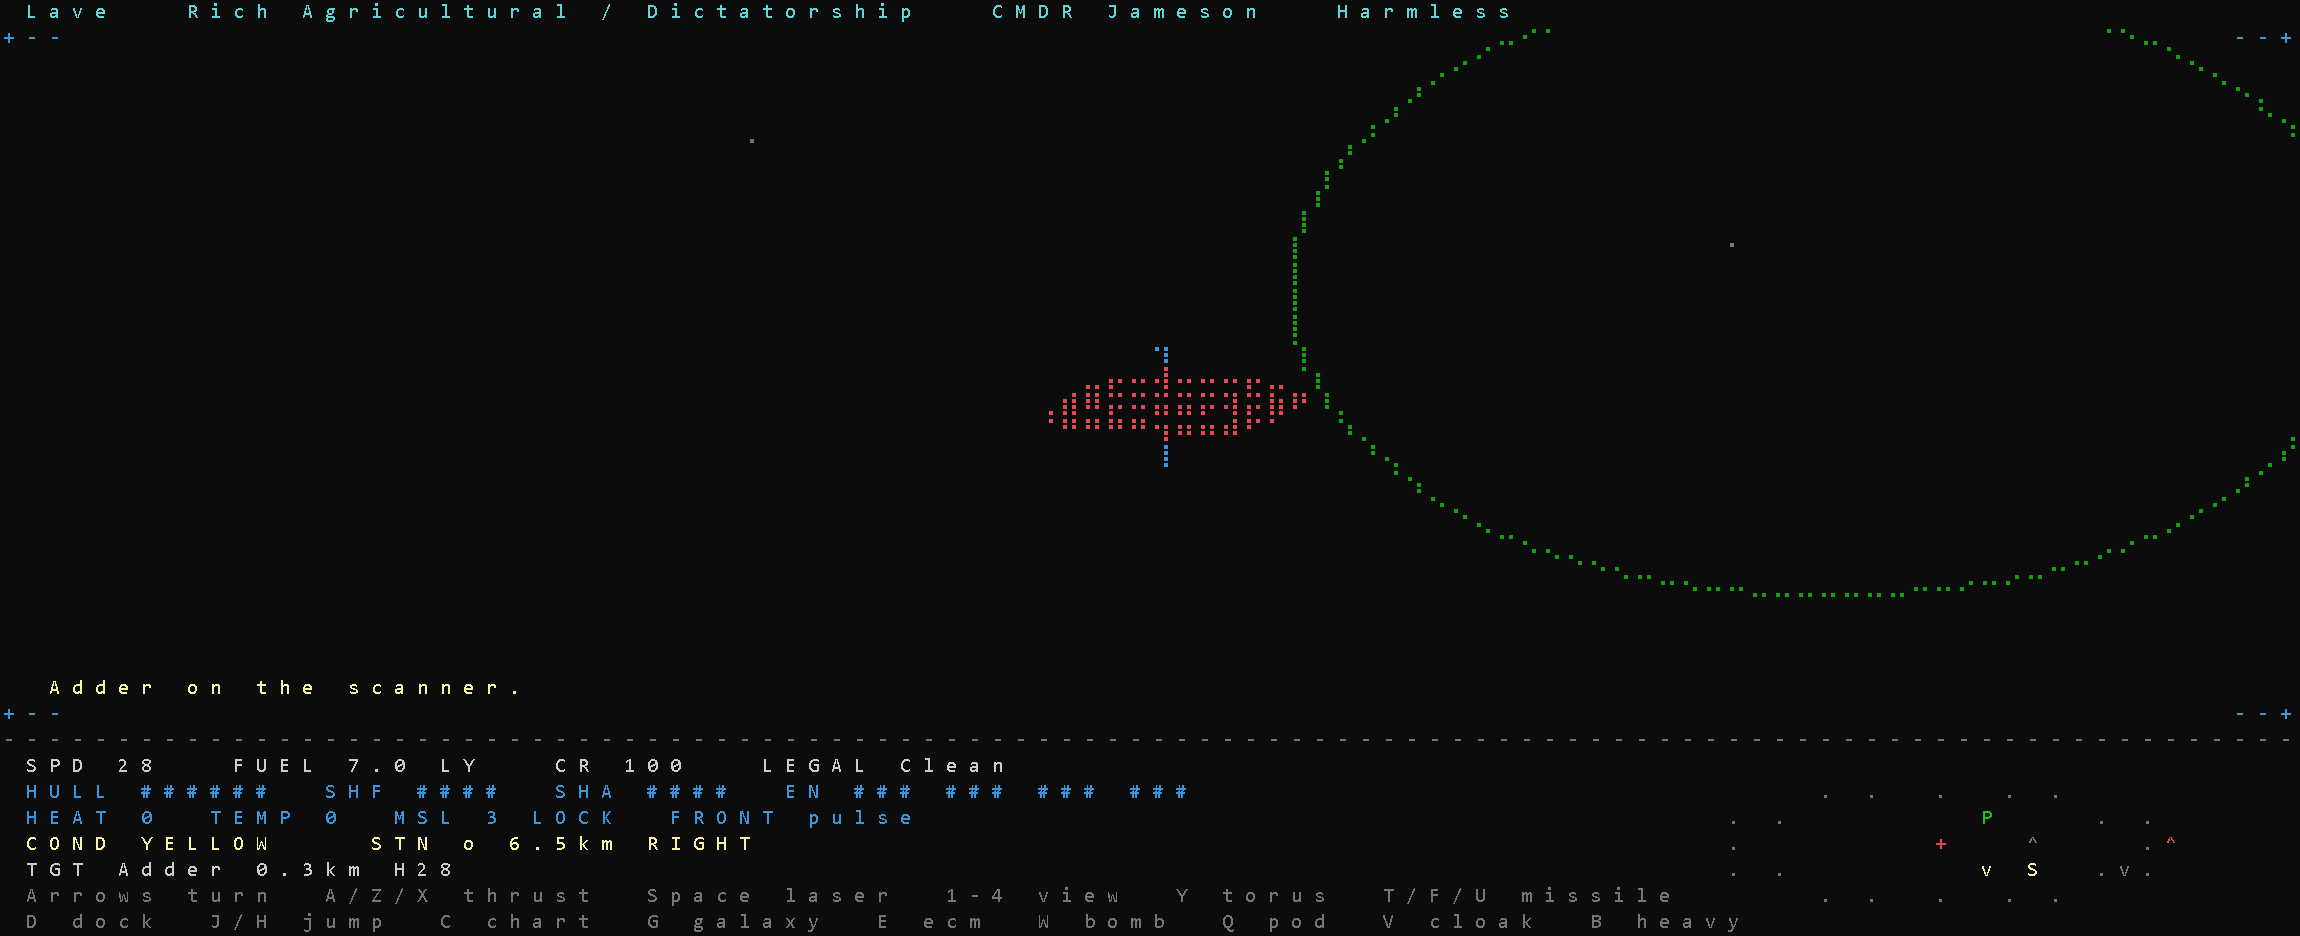 Lave Rich Agricultural / Dictatorship CMDR Jameson Harmless
+-- --+
Adder on the scanner.
+-- --+
SPD 28 FUEL 7.0 LY CR 100 LEGAL Clean
HULL ###### SHF #### SHA #### EN ### ### ### ###
HEAT 0 TEMP 0 MSL 3 LOCK FRONT pulse
P
COND YELLOW STN o 6.5km RIGHT + ^ ^
TGT Adder 0.3km H28 v S v
Arrows turn A/Z/X thrust Space laser 1-4 view Y torus T/F/U missile
D dock J/H jump C chart G galaxy E ecm W bomb Q pod V cloak B heavy